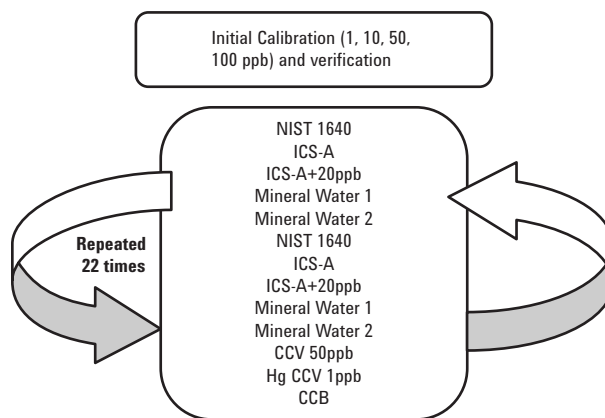 Initial Calibration (1, 10, 50,
100 ppb) and verification
NIST 1640
ICS-A
ICS-A+20ppb
Mineral Water 1
Mineral Water 2
NIST 1640
ICS-A
ICS-A+20ppb
Mineral Water 1
Mineral Water 2
CCV 50ppb
Hg CCV 1ppb
CCB
Repeated
22 times